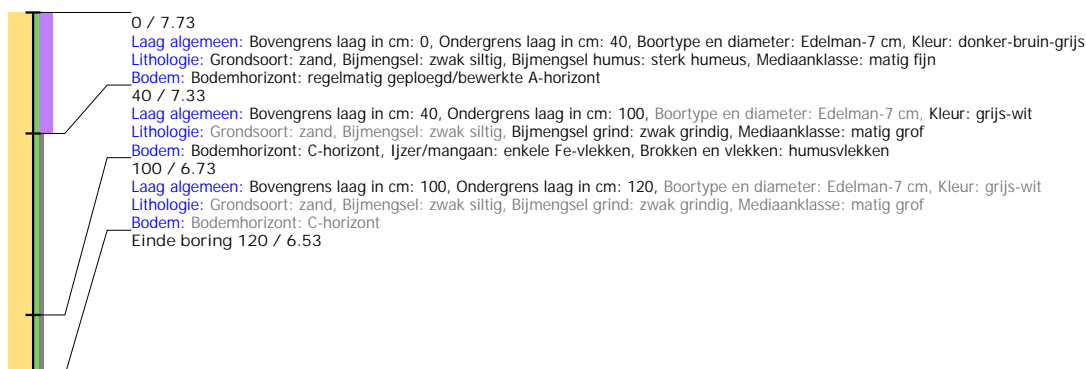 0 / 7.73
Laag algemeen: Bovengrens laag in cm: 0, Ondergrens laag in cm: 40, Boortype en diameter: Edelman-7 cm, Kleur: donker-bruin-grijs
Lithologie: Grondsoort: zand, Bijmengsel: zwak siltig, Bijmengsel humus: sterk humeus, Mediaanklasse: matig fijn
Bodem: Bodemhorizont: regelmatig geploegd/bewerkte A-horizont
40 / 7.33
Laag algemeen: Bovengrens laag in cm: 40, Ondergrens laag in cm: 100, Boortype en diameter: Edelman-7 cm, Kleur: grijs-wit
Lithologie: Grondsoort: zand, Bijmengsel: zwak siltig, Bijmengsel grind: zwak grindig, Mediaanklasse: matig grof
Bodem: Bodemhorizont: C-horizont, Ijzer/mangaan: enkele Fe-vlekken, Brokken en vlekken: humusvlekken
100 / 6.73
Laag algemeen: Bovengrens laag in cm: 100, Ondergrens laag in cm: 120, Boortype en diameter: Edelman-7 cm, Kleur: grijs-wit
Lithologie: Grondsoort: zand, Bijmengsel: zwak siltig, Bijmengsel grind: zwak grindig, Mediaanklasse: matig grof
Bodem: Bodemhorizont: C-horizont
Einde boring 120 / 6.53